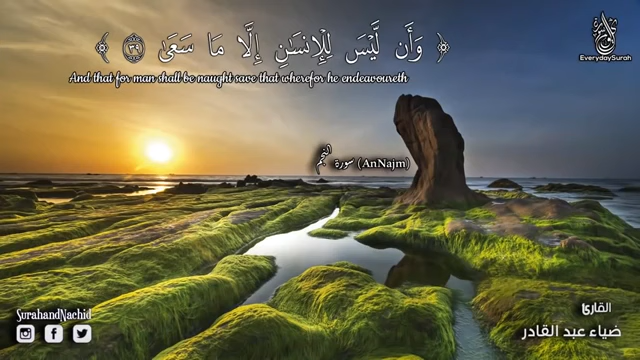 ﴿ وَأَن لَّيْسَ لِلْإِنسَٰنِ إِلَّا مَا سَعَىٰ ٣٩ ﴾
And that for man shall be naught save that wherefor he endeavoureth
EverydaySurah
سورة النجم (AnNajm)
SurahandNachid
القارئ
ضياء عبد القادر